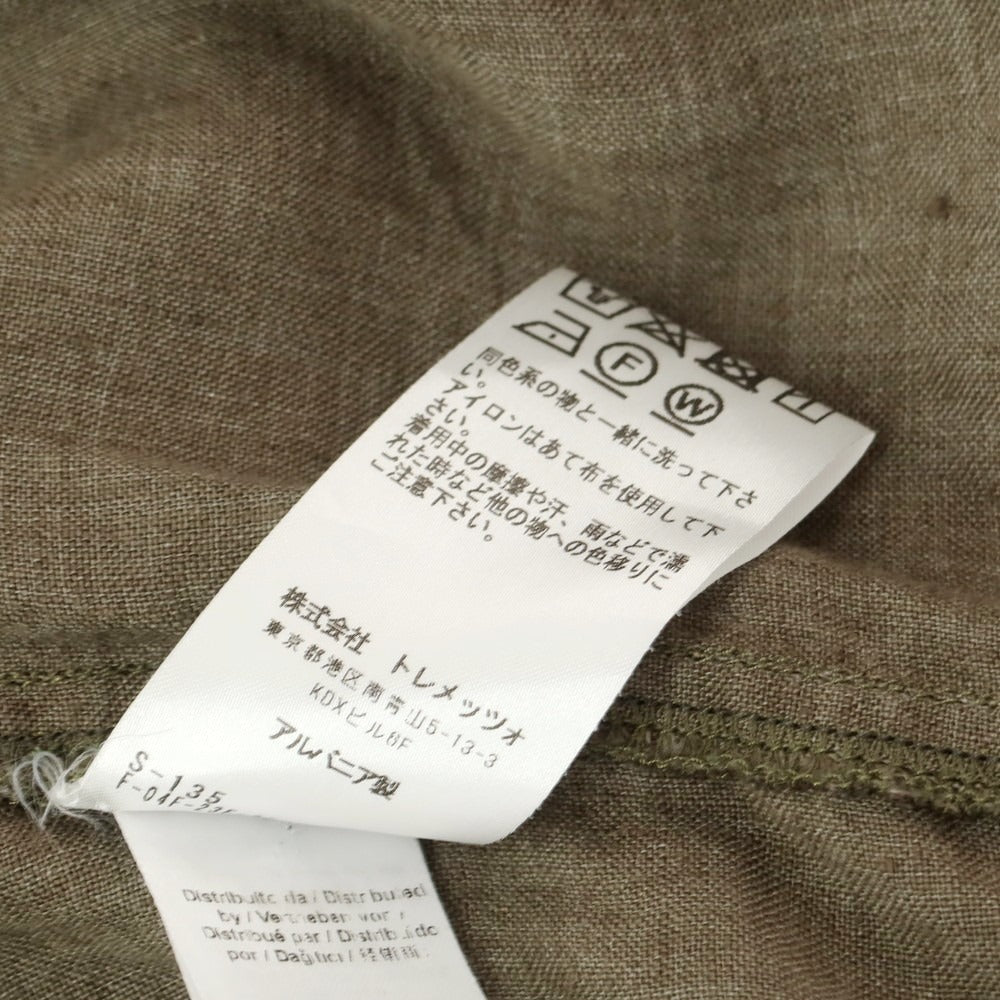 F
W
同色系の物と一緒に洗って下さ
い。
アイロンはあて布を使用して下
さい。
着用中の摩擦や汗、雨などで濡
れた時など他の物への色移りに
ご注意下さい。
株式会社 トレメッツオ
東京都港区南青山5-13-3
KDXビル6F
アルバニア製
S-135
Distribuito da / Distributed
by / Vertrieben von /
Distribué par / Distribuido
por / Dağıtıcı /